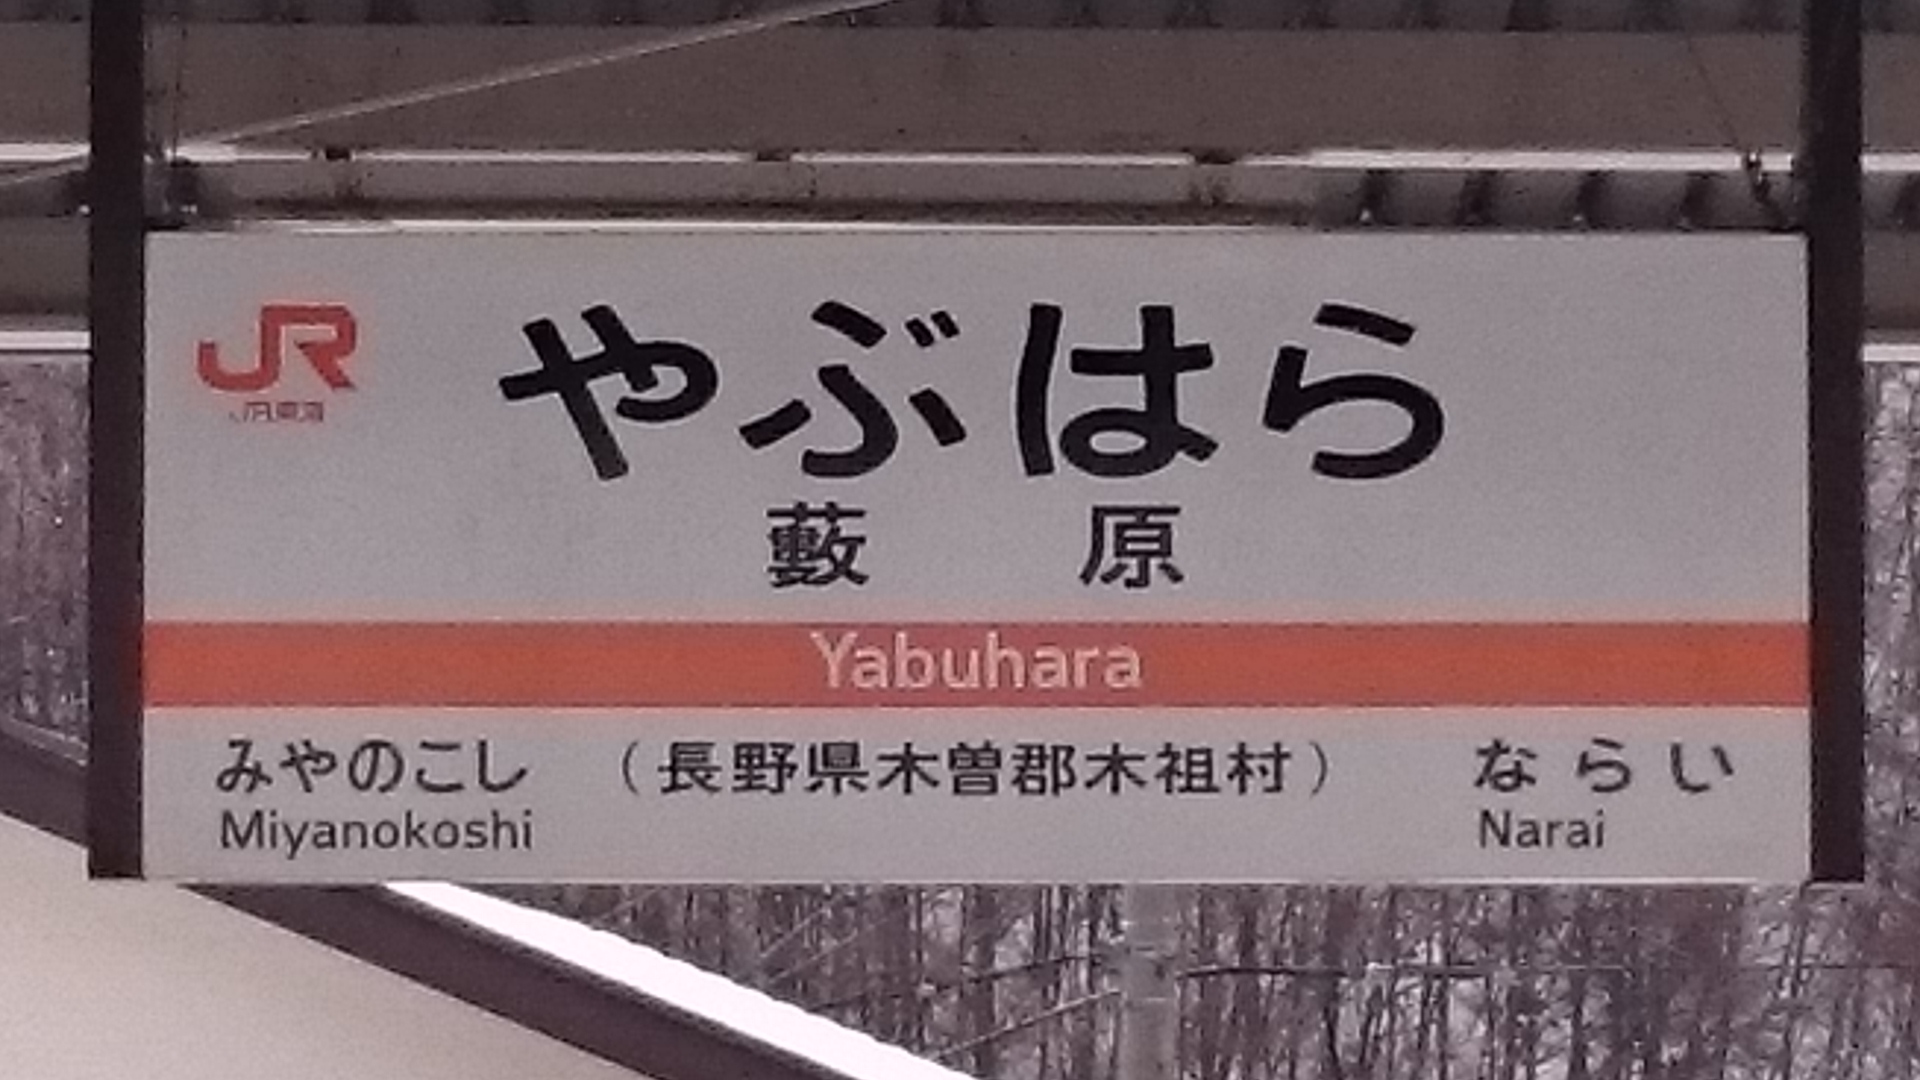 JR
JR東海
やぶはら
藪原
Yabuhara
みやのこし (長野県木曽郡木祖村) ならい
Miyanokoshi Narai